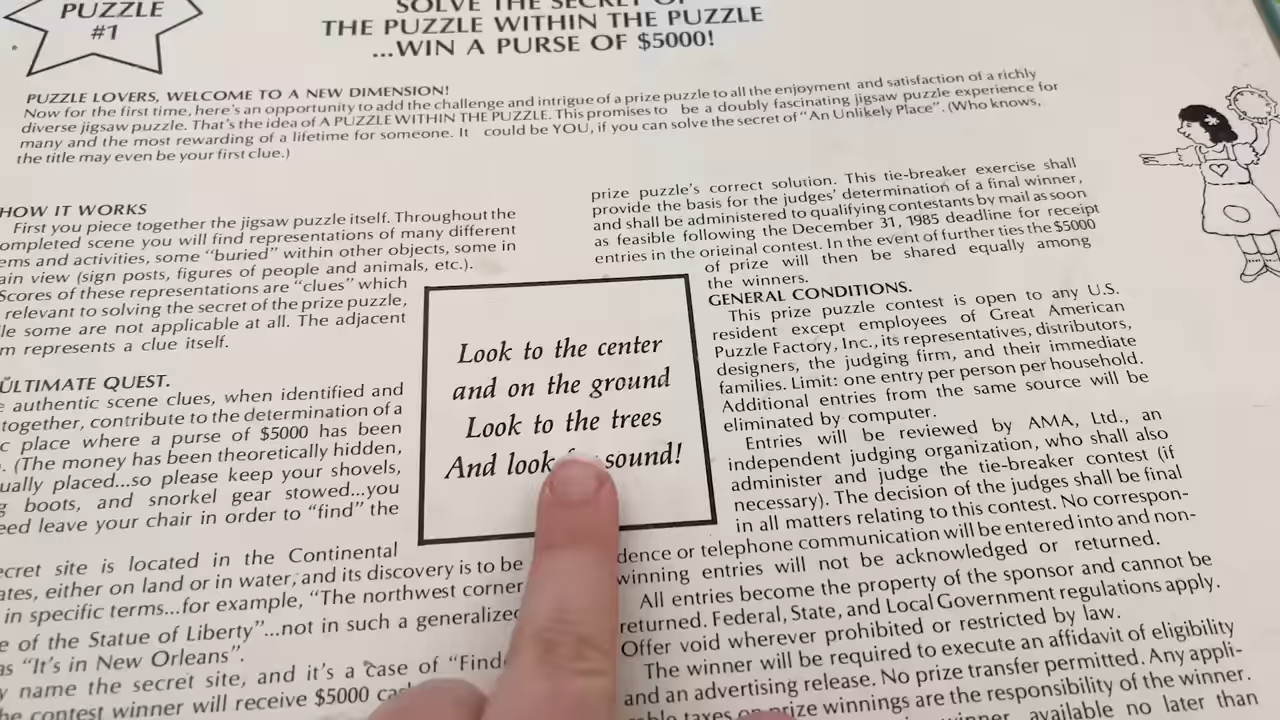 PUZZLE
#1
SOLVE THE SECRET OF
THE PUZZLE WITHIN THE PUZZLE
...WIN A PURSE OF $5000!
PUZZLE LOVERS, WELCOME TO A NEW DIMENSION!
Now for the first time, here's an opportunity to add the challenge and intrigue of a prize puzzle to all the enjoyment and satisfaction of a richly
diverse jigsaw puzzle. That's the idea of A PUZZLE WITHIN THE PUZZLE. This promises to be a doubly fascinating jigsaw puzzle experience for
many and the most rewarding of a lifetime for someone. It could be YOU, if you can solve the secret of "An Unlikely Place". (Who knows,
the title may even be your first clue.)
HOW IT WORKS
First you piece together the jigsaw puzzle itself. Throughout the
ompleted scene you will find representations of many different
ems and activities, some "buried" within other objects, some in
ain view (sign posts, figures of people and animals, etc.).
Scores of these representations are "clues" which
relevant to solving the secret of the prize puzzle,
le some are not applicable at all. The adjacent
m represents a clue itself.
ULTIMATE QUEST.
e authentic scene clues, when identified and
together, contribute to the determination of a
c place where a purse of $5000 has been
. (The money has been theoretically hidden,
ually placed...so please keep your shovels,
g boots, and snorkel gear stowed...you
eed leave your chair in order to "find" the
ecret site is located in the Continental
ates, either on land or in water, and its discovery is to be
in specific terms...for example, "The northwest corner
e of the Statue of Liberty"...not in such a generalized
as "It's in New Orleans".
y name the secret site, and it's a case of "Find
he contest winner will receive $5000
Look to the center
and on the ground
Look to the trees
And look sound!
prize puzzle's correct solution. This tie-breaker exercise shall
provide the basis for the judges' determination of a final winner,
and shall be administered to qualifying contestants by mail as soon
as feasible following the December 31, 1985 deadline for receipt
entries in the original contest. In the event of further ties the $5000
of prize will then be shared equally among
the winners.
GENERAL CONDITIONS.
This prize puzzle contest is open to any U.S.
resident except employees of Great American
Puzzle Factory, Inc., its representatives, distributors,
designers, the judging firm, and their immediate
families. Limit: one entry per person per household.
Additional entries from the same source will be
eliminated by computer.
Entries will be reviewed by AMA, Ltd., an
independent judging organization, who shall also
administer and judge the tie-breaker contest (if
necessary). The decision of the judges shall be final
in all matters relating to this contest. No correspon-
dence or telephone communication will be entered into and non-
winning entries will not be acknowledged or returned.
All entries become the property of the sponsor and cannot be
returned. Federal, State, and Local Government regulations apply.
Offer void wherever prohibited or restricted by law.
The winner will be required to execute an affidavit of eligibility
and an advertising release. No prize transfer permitted. Any appli-
taxes on prize winnings are the responsibility of the winner.
available no later than